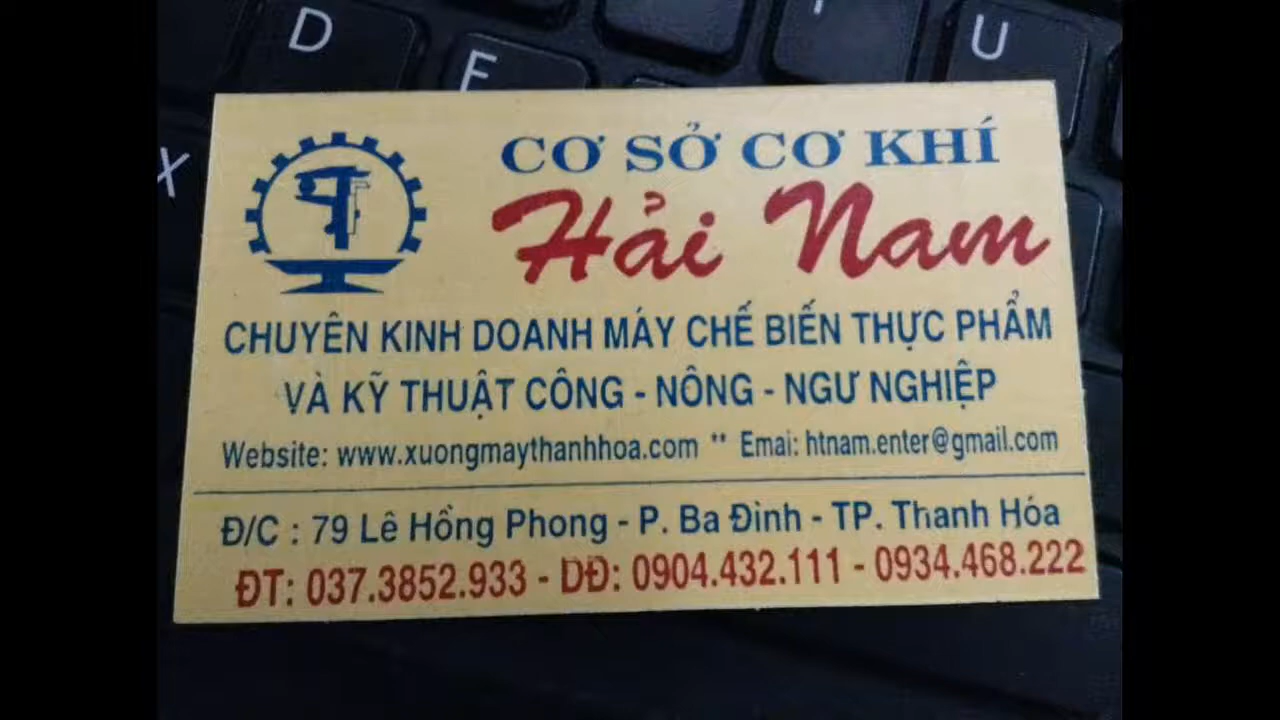 D
F
U
X
CƠ SỞ CƠ KHÍ
Hải Nam
CHUYÊN KINH DOANH MÁY CHẾ BIẾN THỰC PHẨM
VÀ KỸ THUẬT CÔNG - NÔNG - NGƯ NGHIỆP
Website: www.xuongmaythanhhoa.com ** Emai: htnam.enter@gmail.com
Đ/C : 79 Lê Hồng Phong - P. Ba Đình - TP. Thanh Hóa
ĐT: 037.3852.933 - DĐ: 0904.432.111 - 0934.468.222